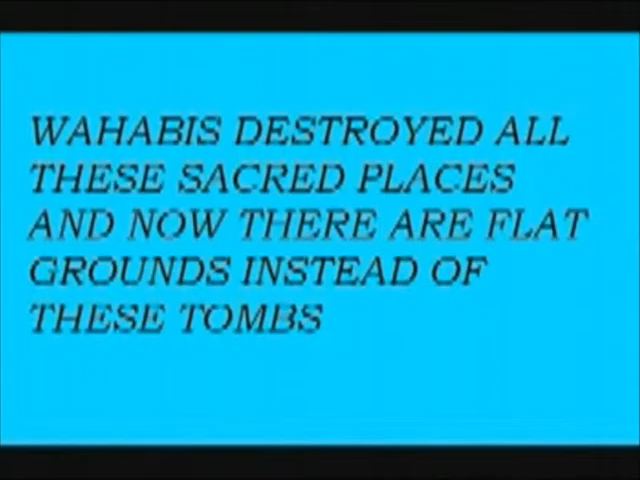 WAHABIS DESTROYED ALL
THESE SACRED PLACES
AND NOW THERE ARE FLAT
GROUNDS INSTEAD OF
THESE TOMBS